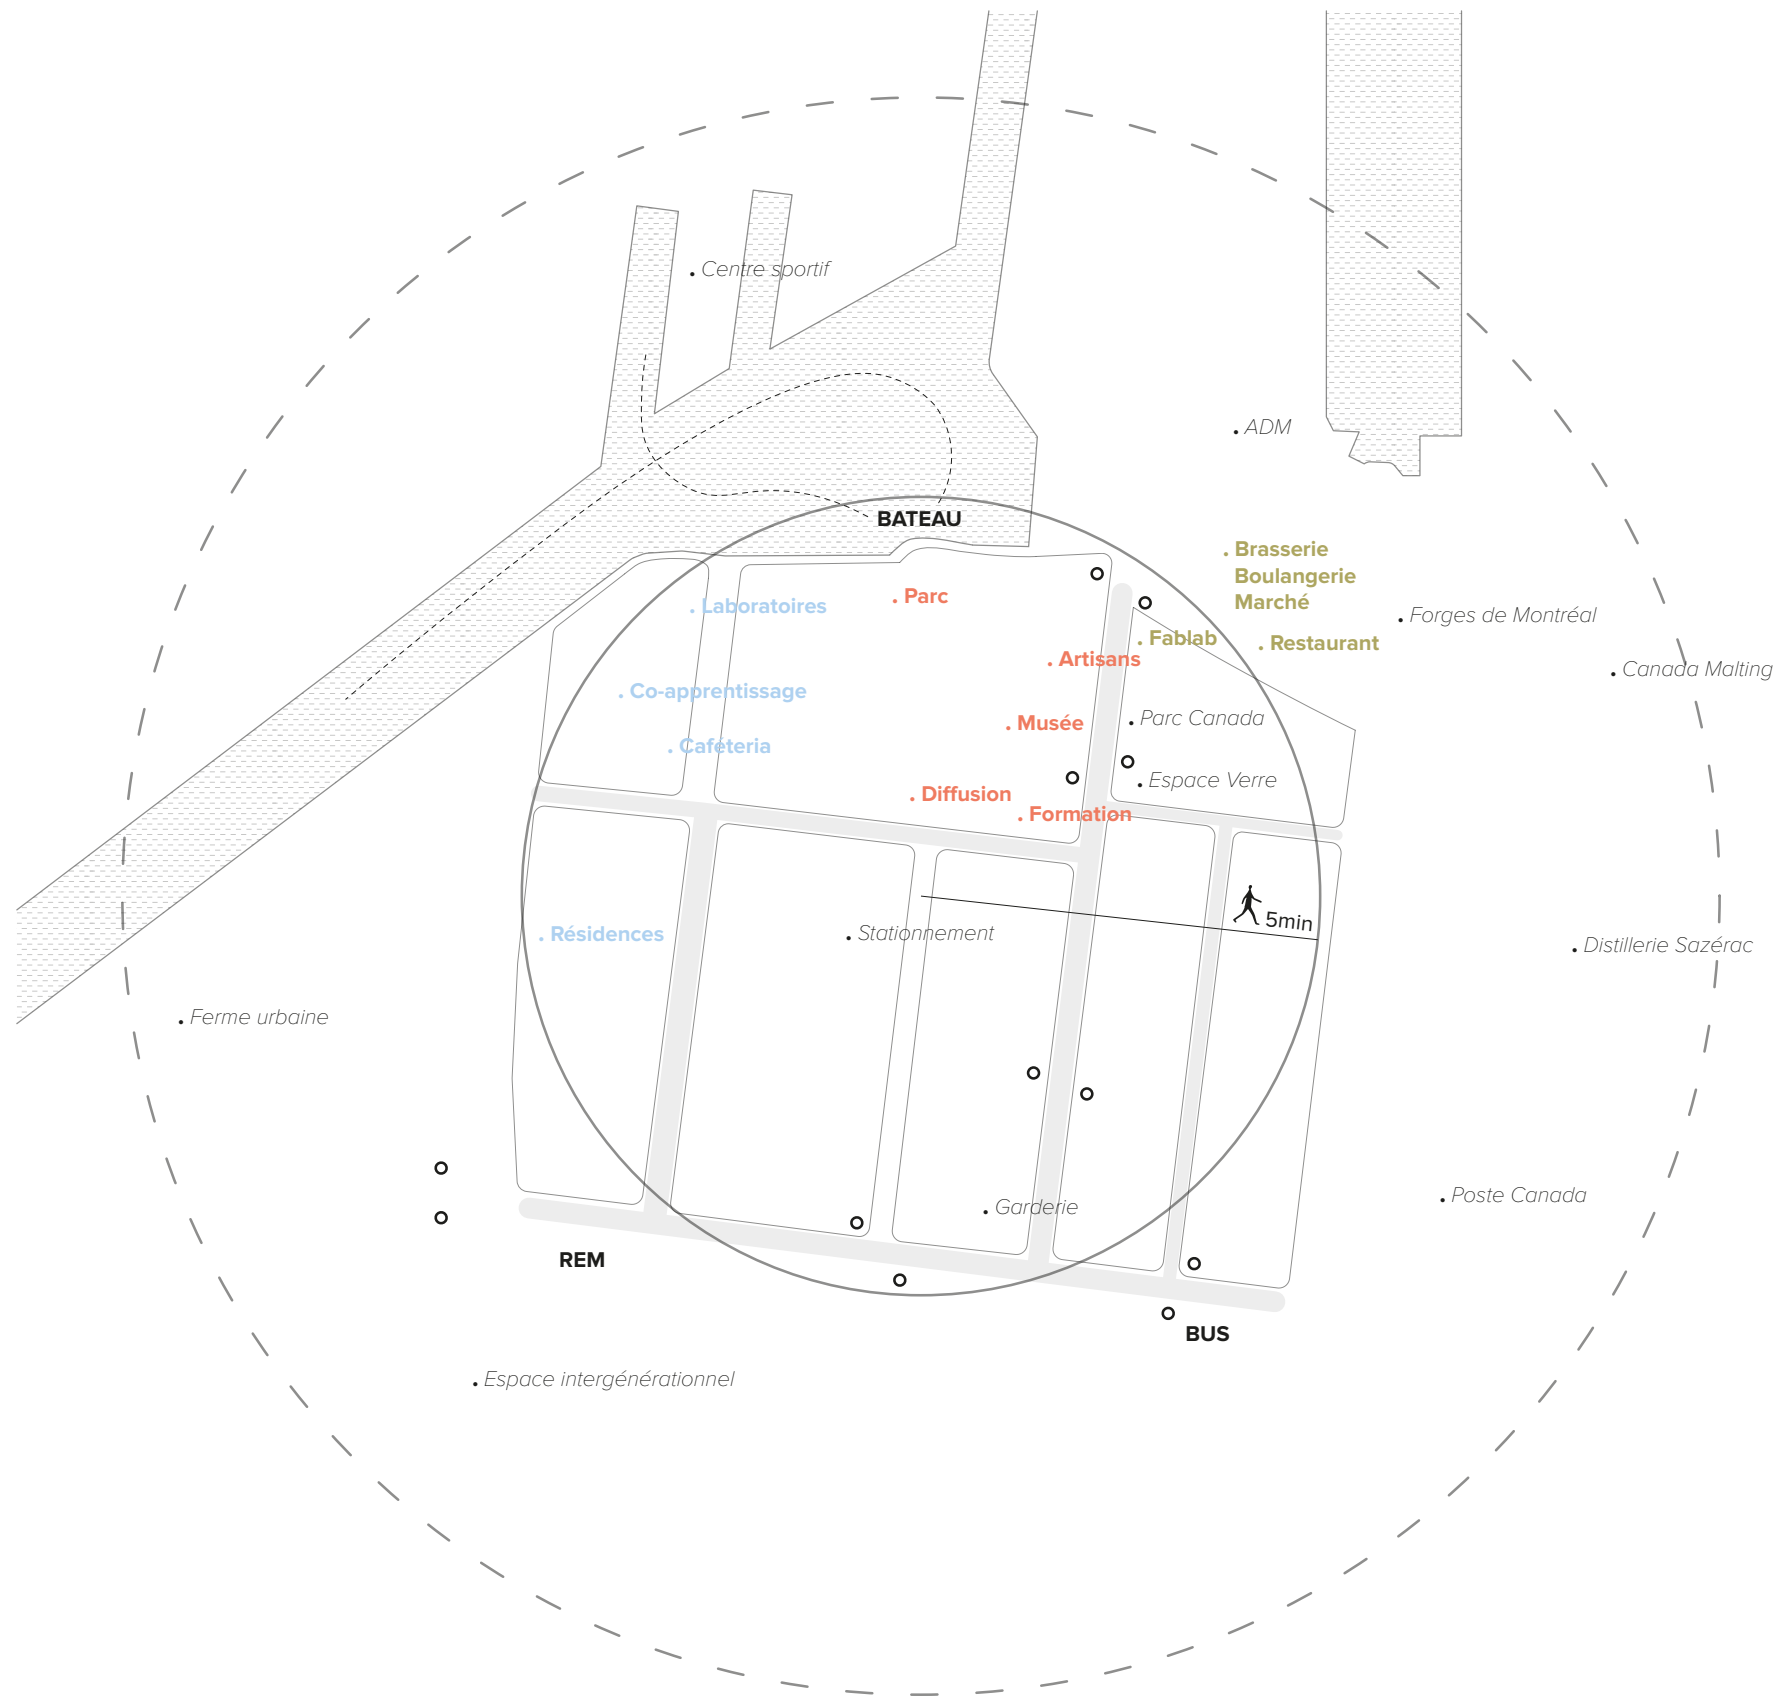 Centre sportif
ADM
BATEAU
Brasserie
Boulangerie
Marché
Laboratoires
Parc
Forges de Montréal
Fablab
Restaurant
Artisans
Canada Malting
Co-apprentissage
Musée
Parc Canada
Caféteria
Espace Verre
Diffusion
Formation
5min
Résidences
Stationnement
Distillerie Sazérac
Ferme urbaine
Poste Canada
Garderie
REM
BUS
Espace intergénérationnel